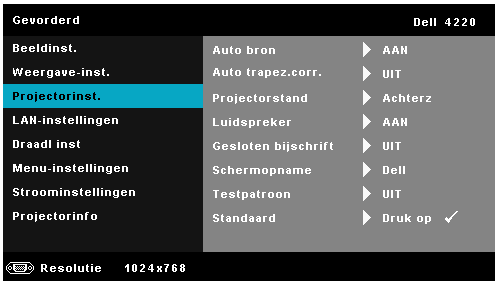 Gevorderd Dell 4220
Beeldinst.
Weergave-inst.
Projectorinst.
LAN-instellingen
Draadl inst
Menu-instellingen
Stroominstellingen
Projectorinfo
Auto bron AAN
Auto trapez.corr. UIT
Projectorstand Achterz
Luidspreker AAN
Gesloten bijschrift UIT
Schermopname Dell
Testpatroon UIT
Standaard Druk op
Resolutie 1024x768